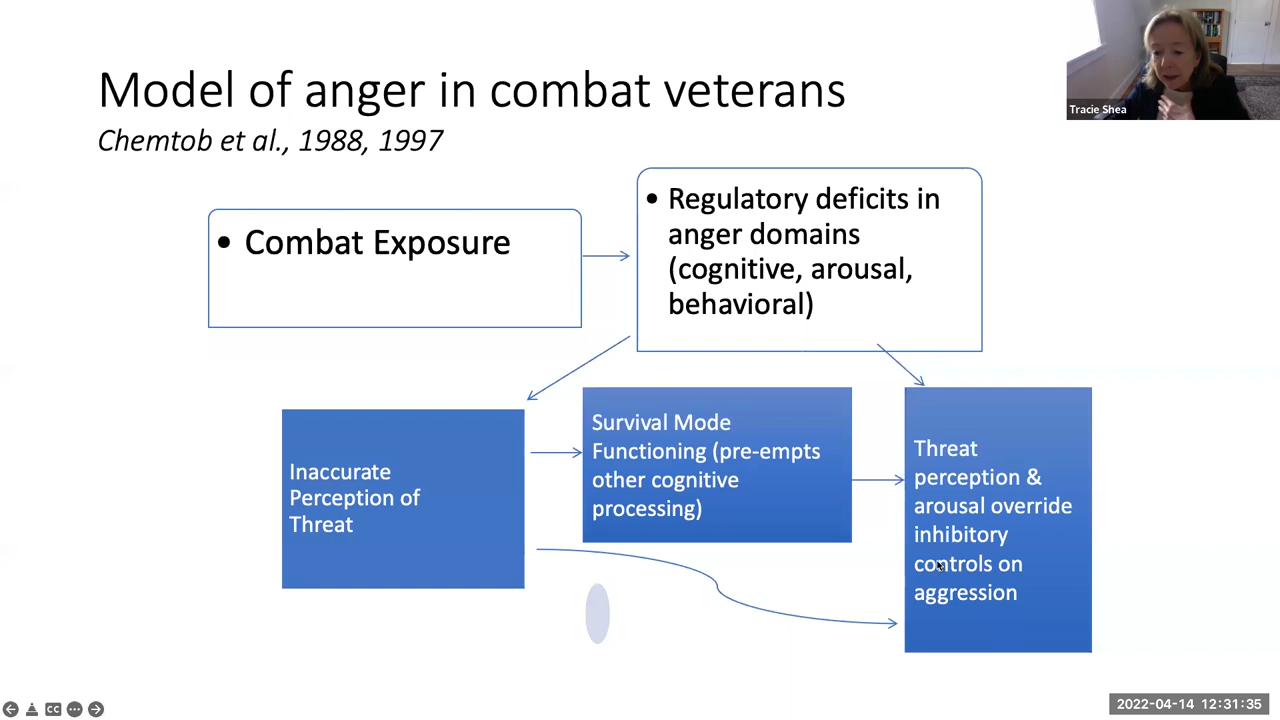 Model of anger in combat veterans
Chemtob et al., 1988, 1997
Tracie Shea
• Combat Exposure
• Regulatory deficits in
anger domains
(cognitive, arousal,
behavioral)
Inaccurate
Perception of
Threat
Survival Mode
Functioning (pre-empts
other cognitive
processing)
Threat
perception &
arousal override
inhibitory
controls on
aggression
CC
2022-04-14 12:31:35